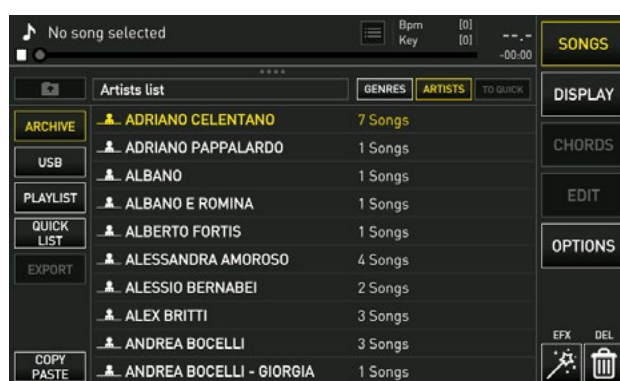 No song selected
Bpm [0]
Key [0]
--.-
-00:00
SONGS
Artists list
GENRES ARTISTS TO QUICK
DISPLAY
ARCHIVE
USB
PLAYLIST
QUICK
LIST
EXPORT
COPY
PASTE
ADRIANO CELENTANO 7 Songs
ADRIANO PAPPALARDO 1 Songs
ALBANO 1 Songs
ALBANO E ROMINA 1 Songs
ALBERTO FORTIS 1 Songs
ALESSANDRA AMOROSO 4 Songs
ALESSIO BERNABEI 2 Songs
ALEX BRITTI 3 Songs
ANDREA BOCELLI 3 Songs
ANDREA BOCELLI - GIORGIA 1 Songs
CHORDS
EDIT
OPTIONS
EFX DEL